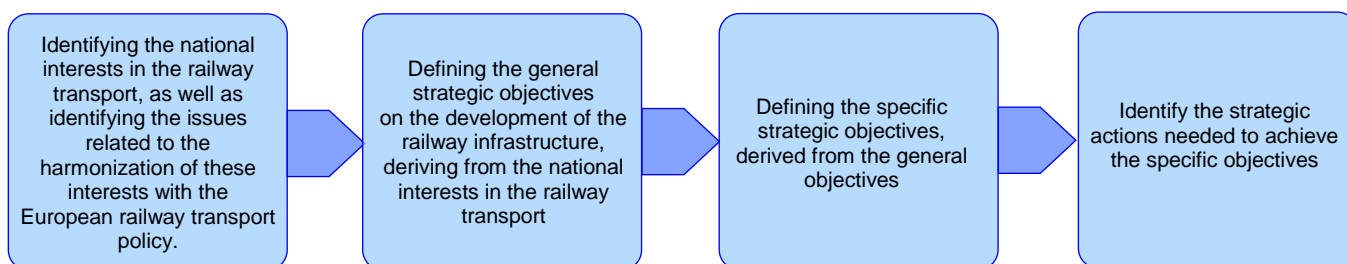 Identifying the national
interests in the railway
transport, as well as
identifying the issues
related to the
harmonization of these
interests with the
European railway transport
policy.
Defining the general
strategic objectives
on the development of the
railway infrastructure,
deriving from the national
interests in the railway
transport
Defining the specific
strategic objectives,
derived from the general
objectives
Identify the strategic
actions needed to achieve
the specific objectives